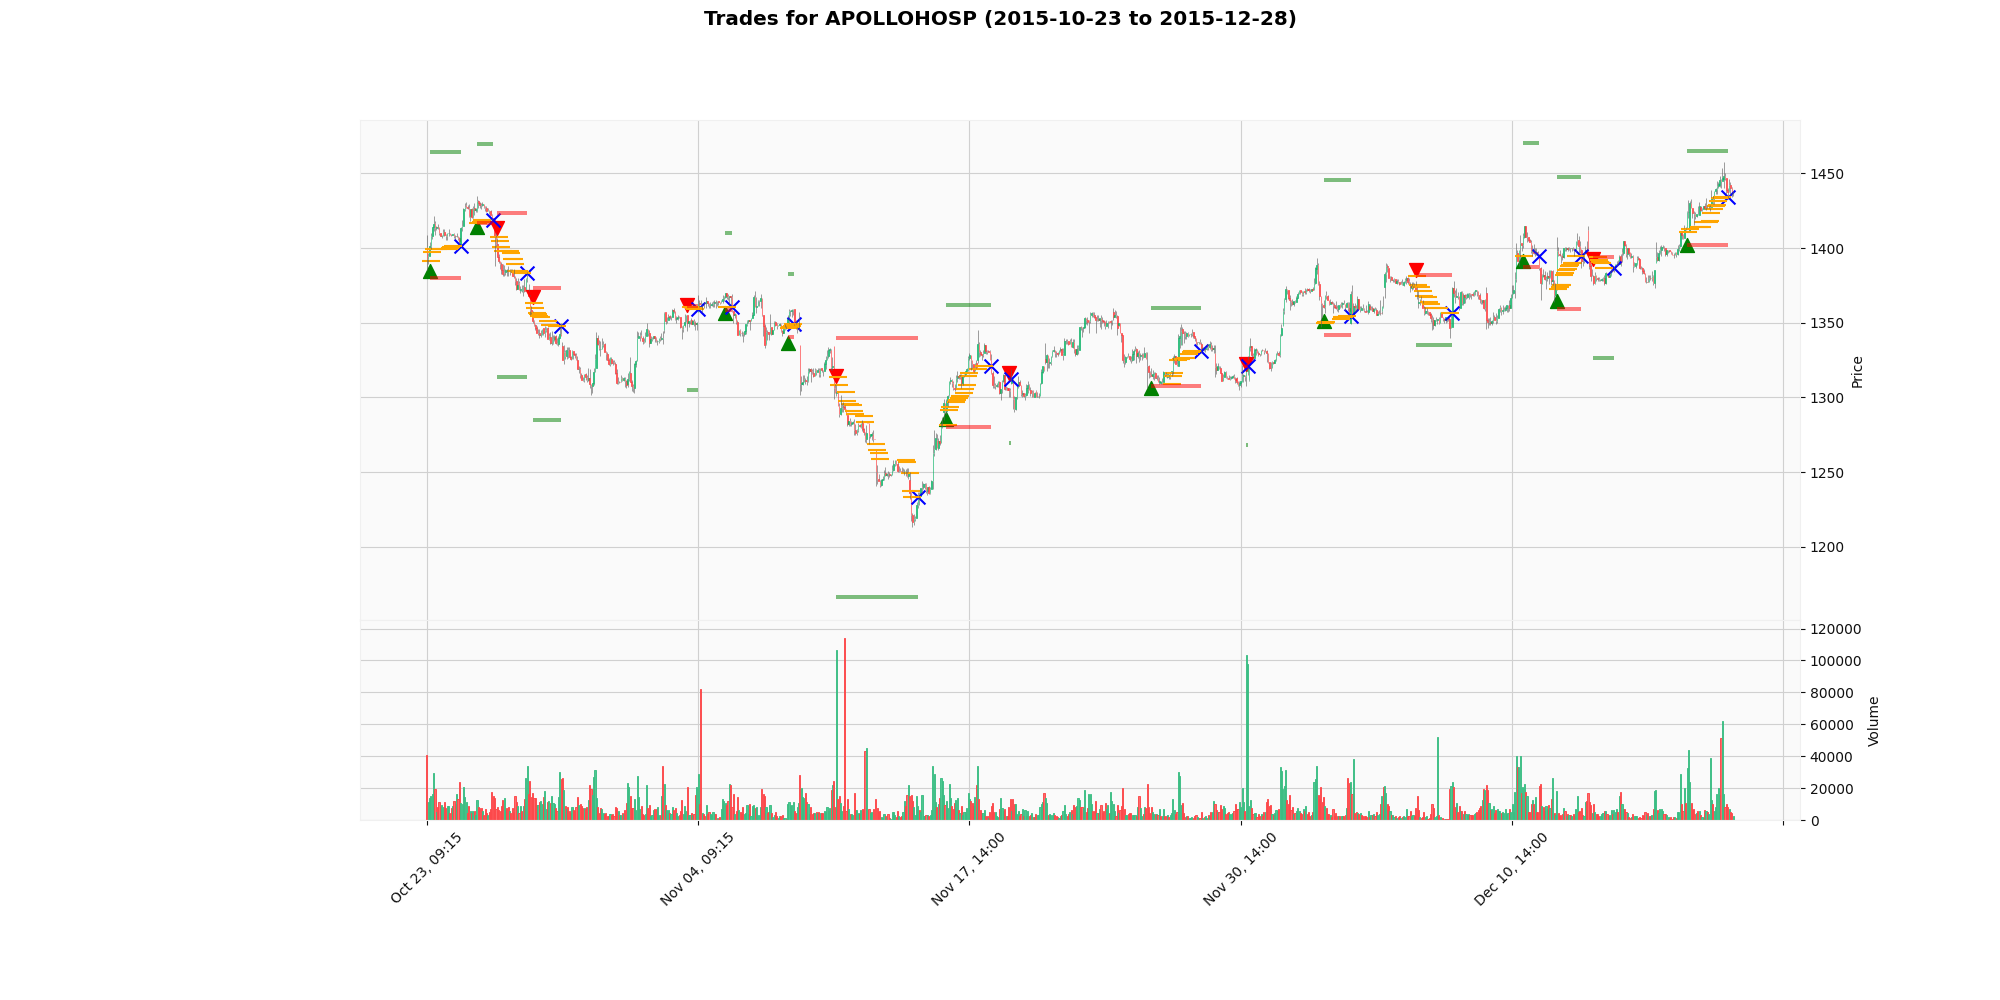 Trades for APOLLOHOSP (2015-10-23 to 2015-12-28)
1450
1400
1350
1300
1250
1200
Price
120000
100000
80000
60000
40000
20000
0
Volume
Oct 23, 09:15
Nov 04, 09:15
Nov 17, 14:00
Nov 30, 14:00
Dec 10, 14:00